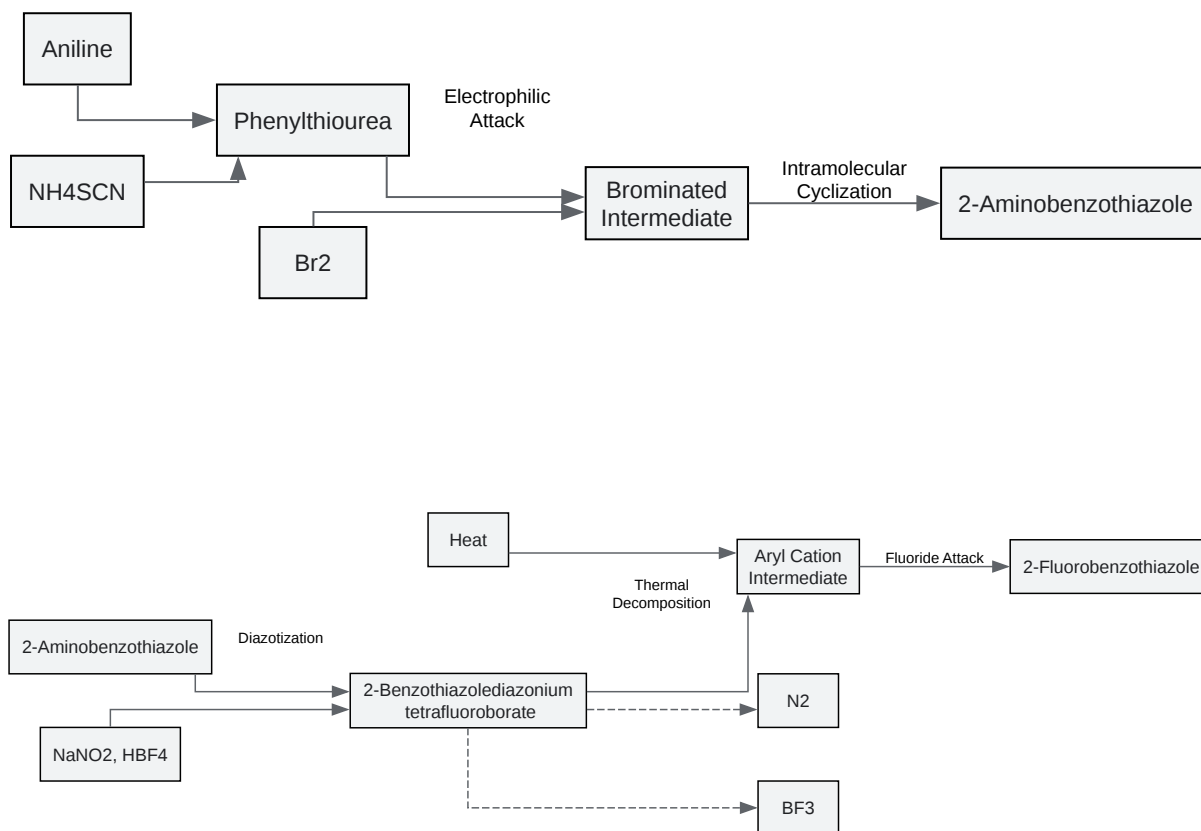 Aniline
Phenylthiourea
Electrophilic
Attack
NH4SCN
Brominated
Intermediate
Intramolecular
Cyclization
2-Aminobenzothiazole
Br2
Heat
Aryl Cation
Intermediate
Fluoride Attack
2-Fluorobenzothiazole
Thermal
Decomposition
2-Aminobenzothiazole
Diazotization
2-Benzothiazolediazonium
tetrafluoroborate
N2
NaNO2, HBF4
BF3